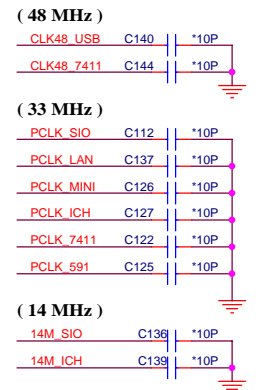 ( 48 MHz )
CLK48_USB C140 *10P
CLK48_7411 C144 *10P
( 33 MHz )
PCLK_SIO C112 *10P
PCLK_LAN C137 *10P
PCLK_MINI C126 *10P
PCLK_ICH C127 *10P
PCLK_7411 C122 *10P
PCLK_591 C125 *10P
( 14 MHz )
14M_SIO C136 *10P
14M_ICH C139 *10P